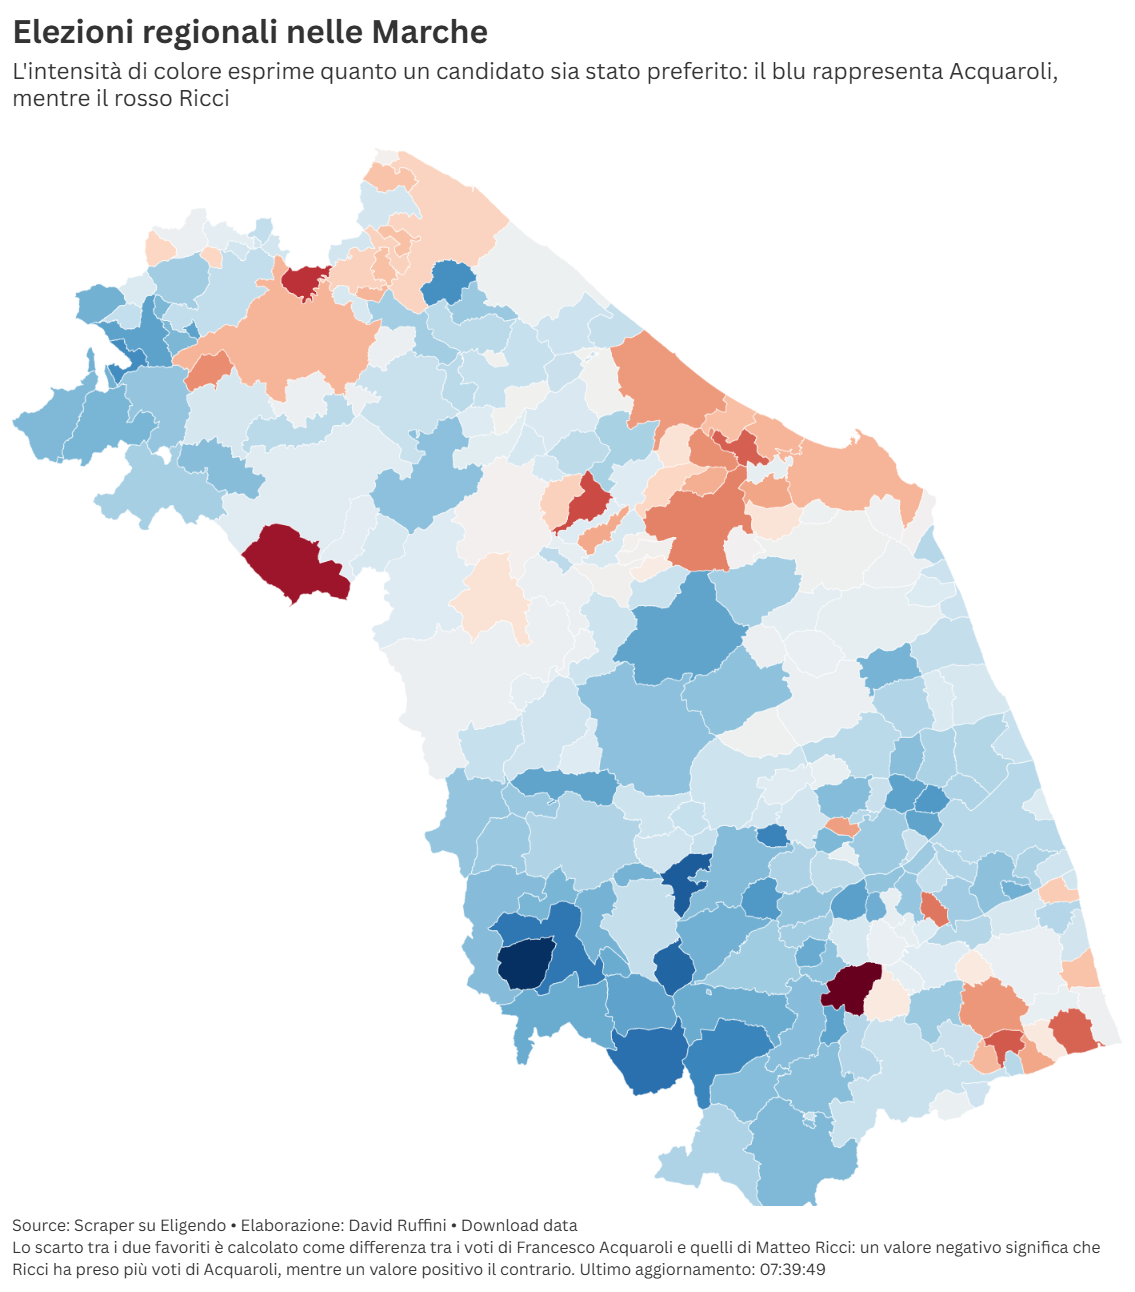 Elezioni regionali nelle Marche
L'intensità di colore esprime quanto un candidato sia stato preferito: il blu rappresenta Acquaroli,
mentre il rosso Ricci
Source: Scraper su Eligendo • Elaborazione: David Ruffini • Download data
Lo scarto tra i due favoriti è calcolato come differenza tra i voti di Francesco Acquaroli e quelli di Matteo Ricci: un valore negativo significa che
Ricci ha preso più voti di Acquaroli, mentre un valore positivo il contrario. Ultimo aggiornamento: 07:39:49